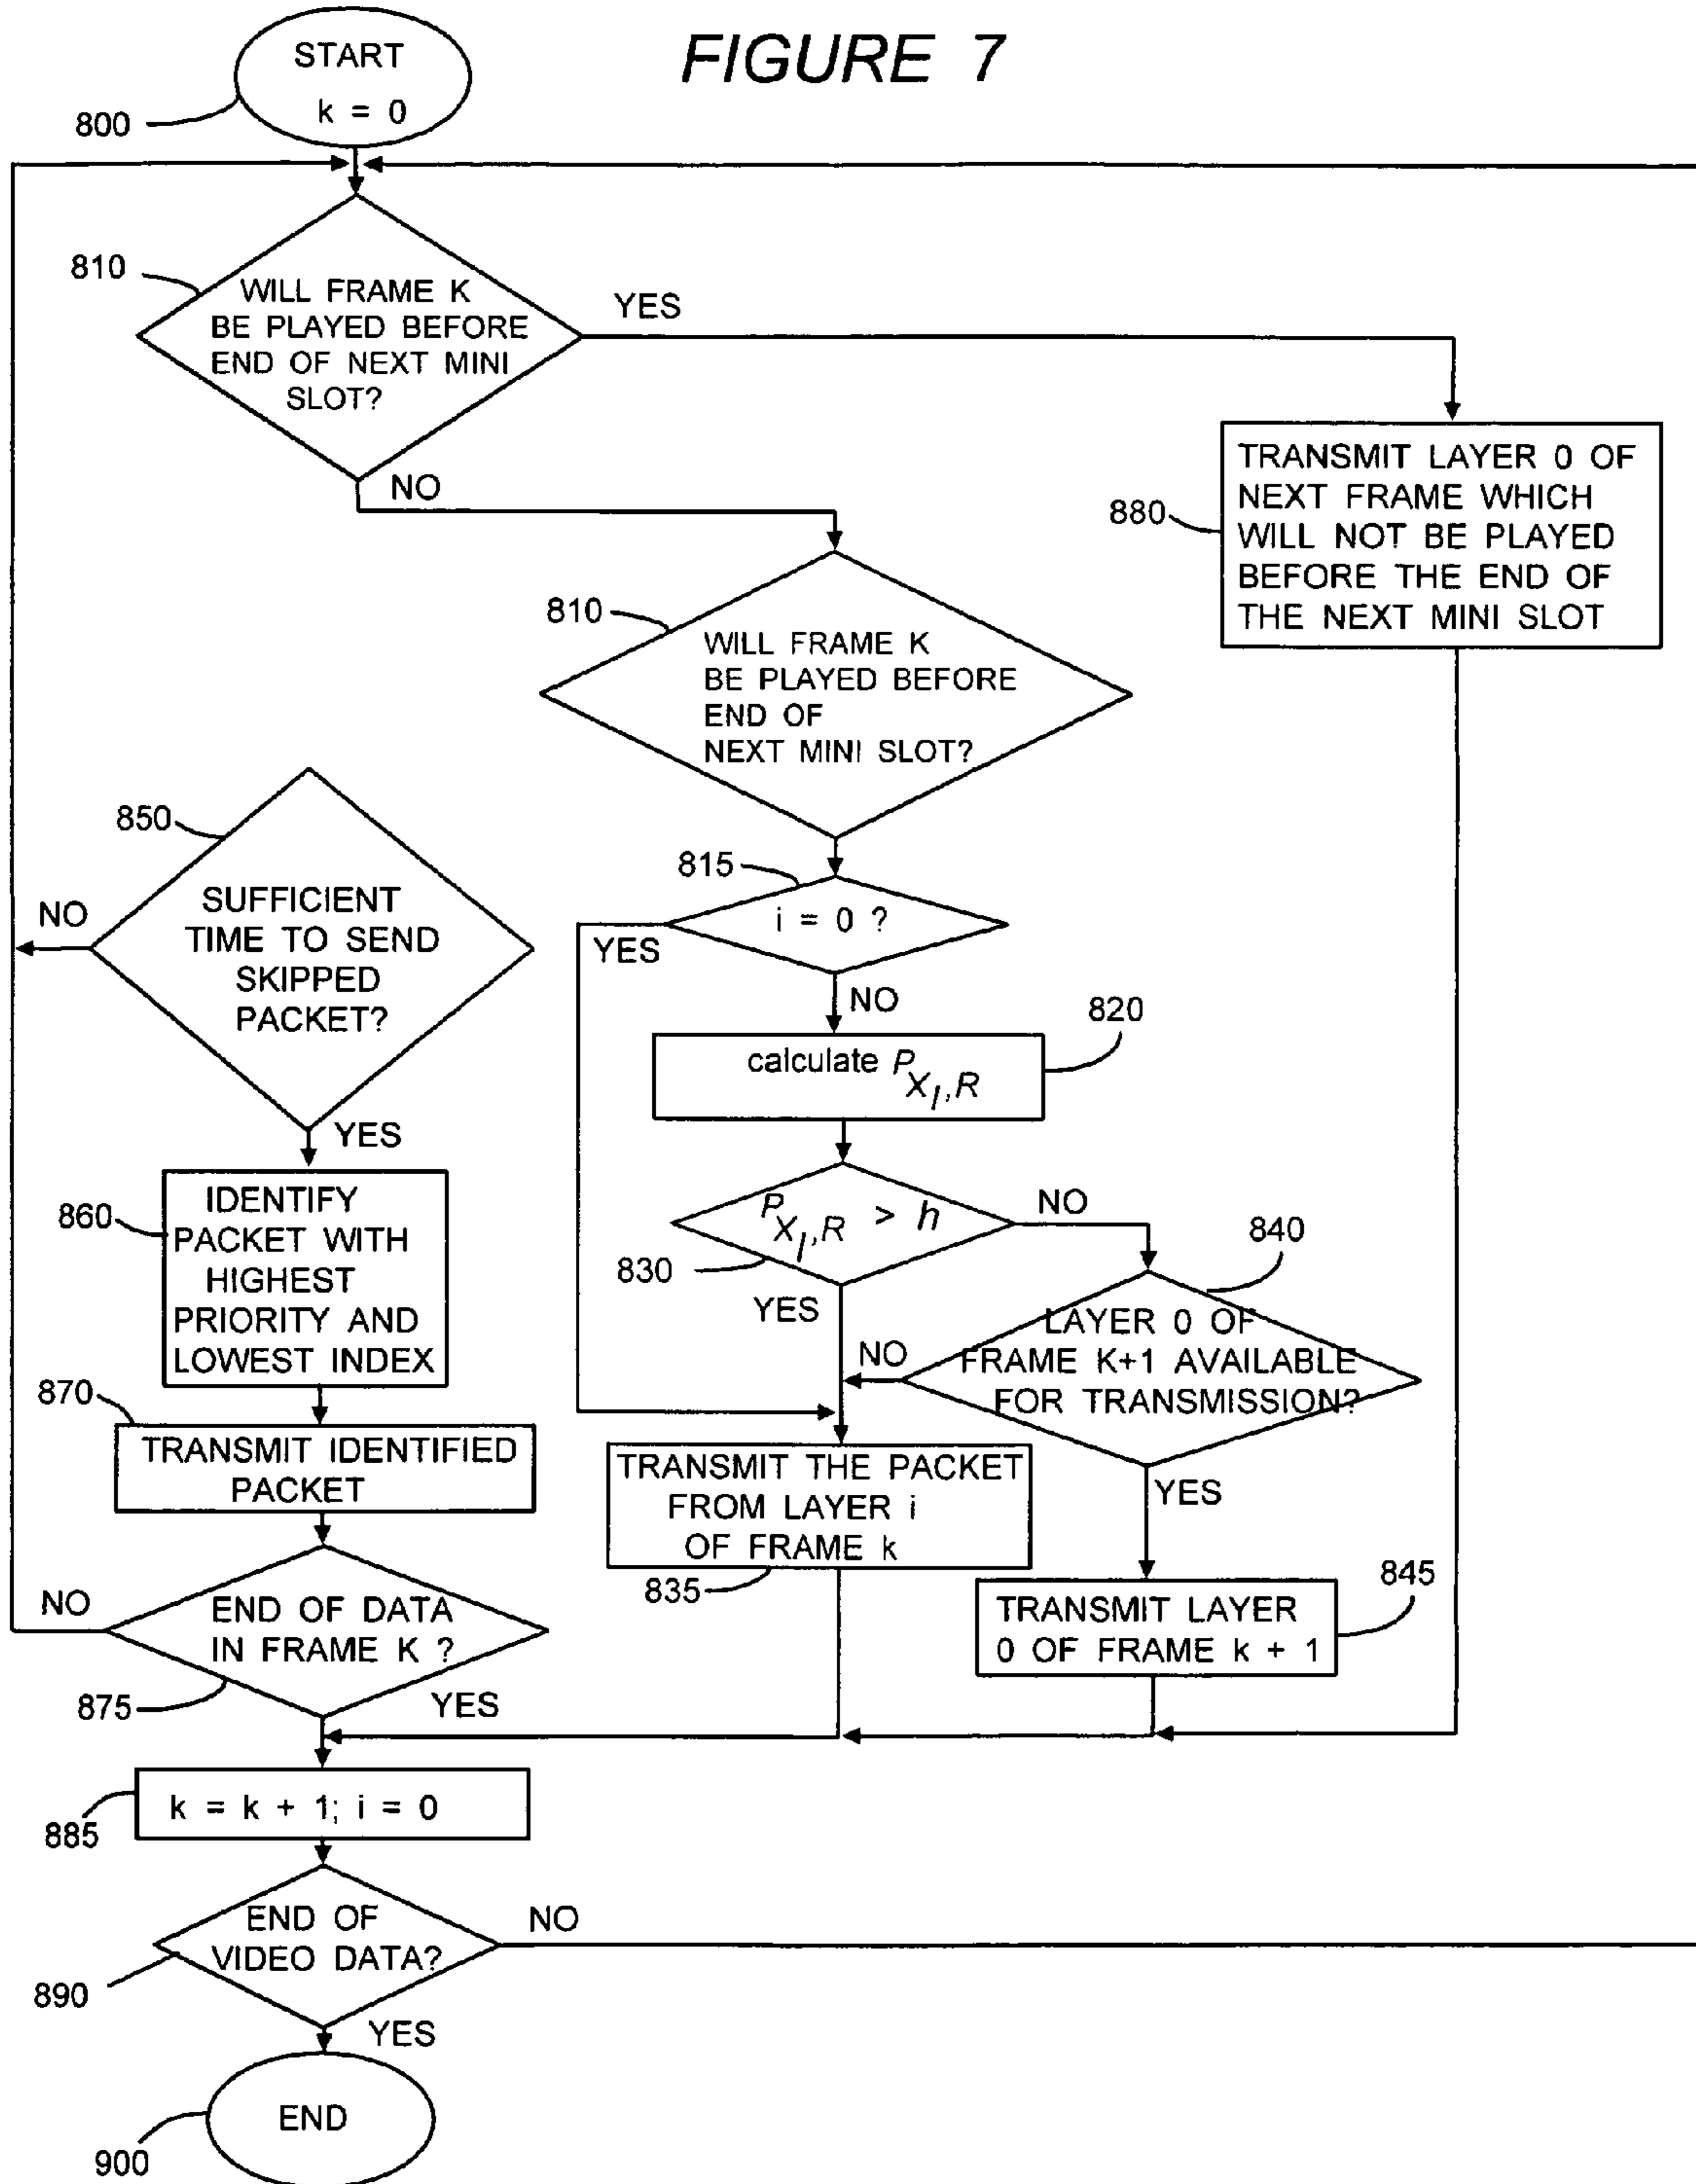 FIGURE 7
START
k = 0
800
810
WILL FRAME K
BE PLAYED BEFORE
END OF NEXT MINI
SLOT?
YES
NO
880
TRANSMIT LAYER 0 OF
NEXT FRAME WHICH
WILL NOT BE PLAYED
BEFORE THE END OF
THE NEXT MINI SLOT
810
WILL FRAME K
BE PLAYED BEFORE
END OF
NEXT MINI SLOT?
850
SUFFICIENT
TIME TO SEND
SKIPPED
PACKET?
NO
YES
815
i = 0 ?
YES
NO
820
calculate P X_l,R
860
IDENTIFY
PACKET WITH
HIGHEST
PRIORITY AND
LOWEST INDEX
P X_l,R > h
NO
830
YES
840
LAYER 0 OF
FRAME K+1 AVAILABLE
FOR TRANSMISSION?
NO
YES
870
TRANSMIT IDENTIFIED
PACKET
TRANSMIT THE PACKET
FROM LAYER i
OF FRAME k
835
845
TRANSMIT LAYER
0 OF FRAME k + 1
NO
END OF DATA
IN FRAME K ?
875
YES
k = k + 1; i = 0
885
END OF
VIDEO DATA?
NO
890
YES
END
900